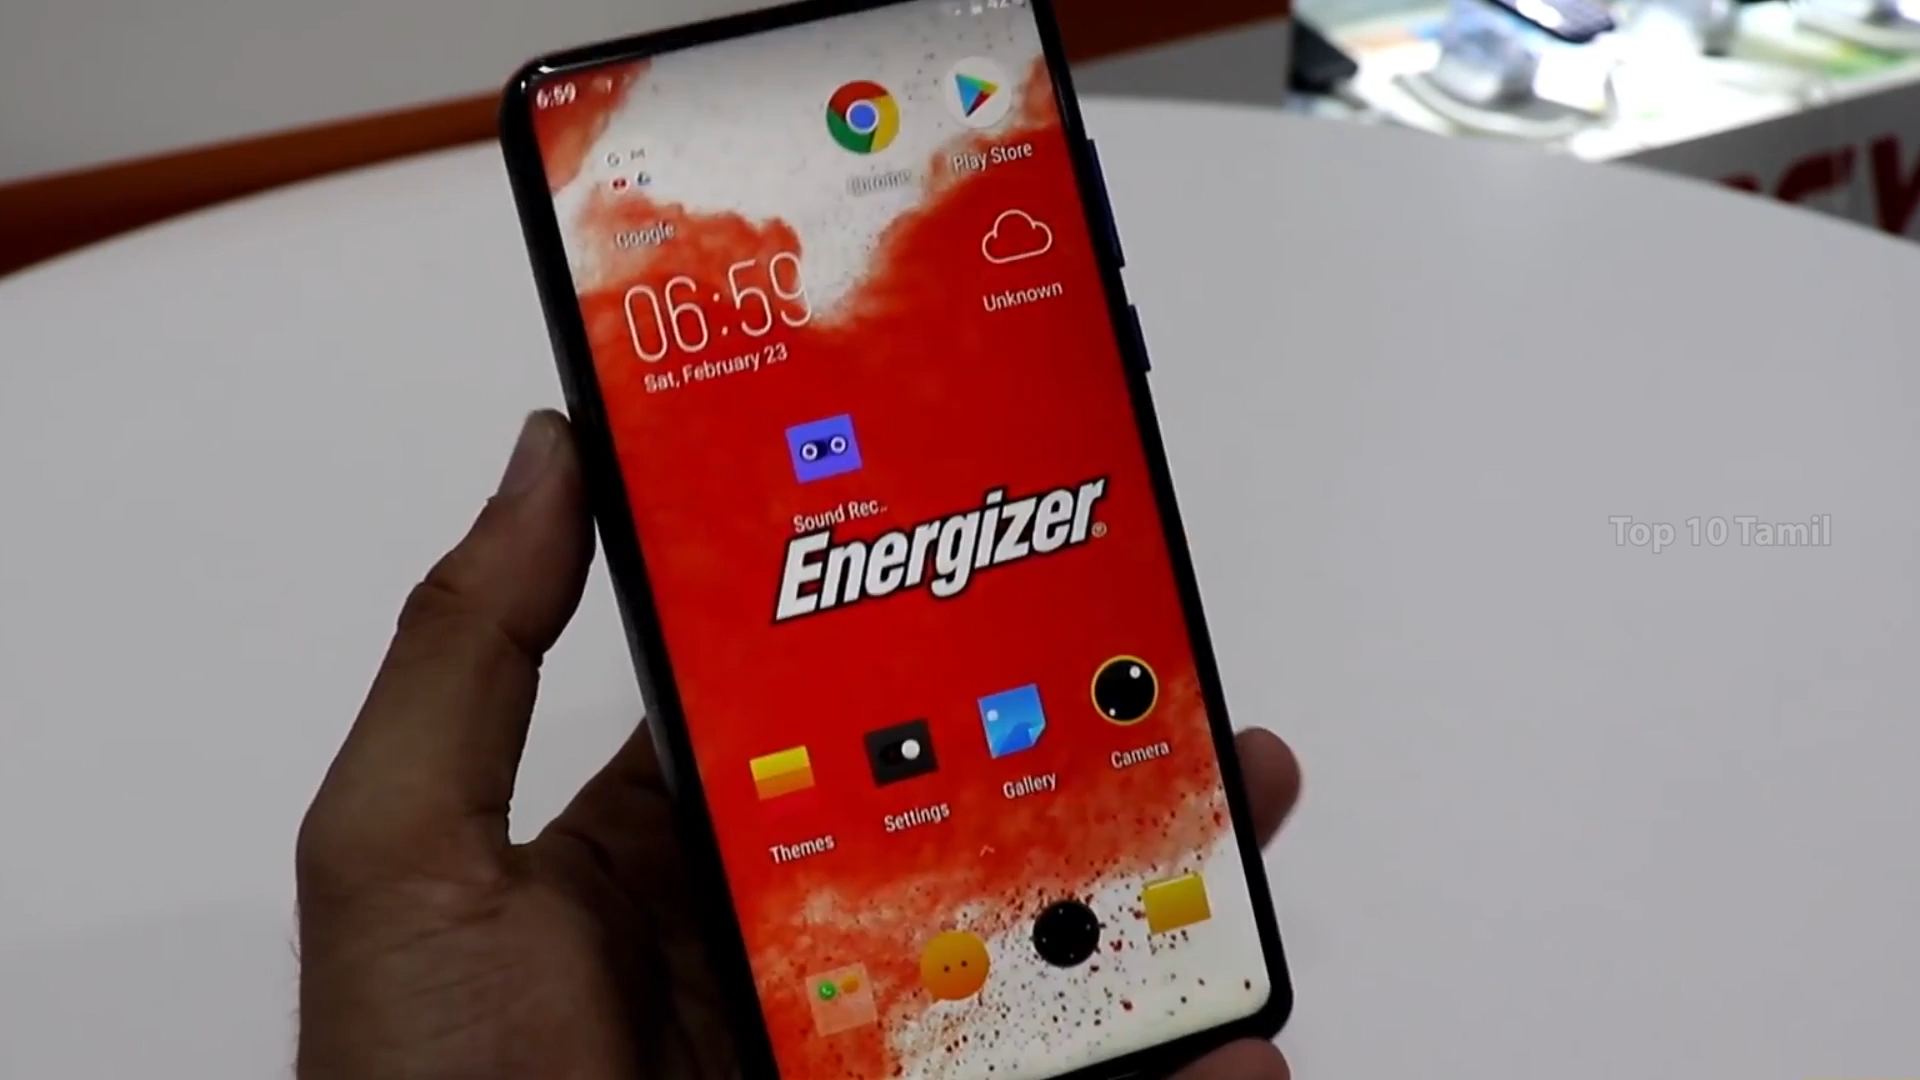 6:59
42
Chrome
Play Store
Google
06:59
Sat, February 23
Unknown
Sound Rec..
Energizer®
Themes
Settings
Gallery
Camera
Top 10 Tamil